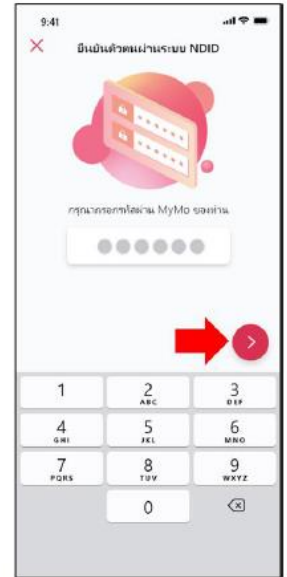 9:41
ยืนยันตัวตนผ่านระบบ NDID
กรุณากรอกรหัสผ่าน MyMo ของท่าน
1
2
3
ABC
DEF
4
5
6
GHI
JKL
MNO
7
8
9
PQRS
TUV
WXYZ
0